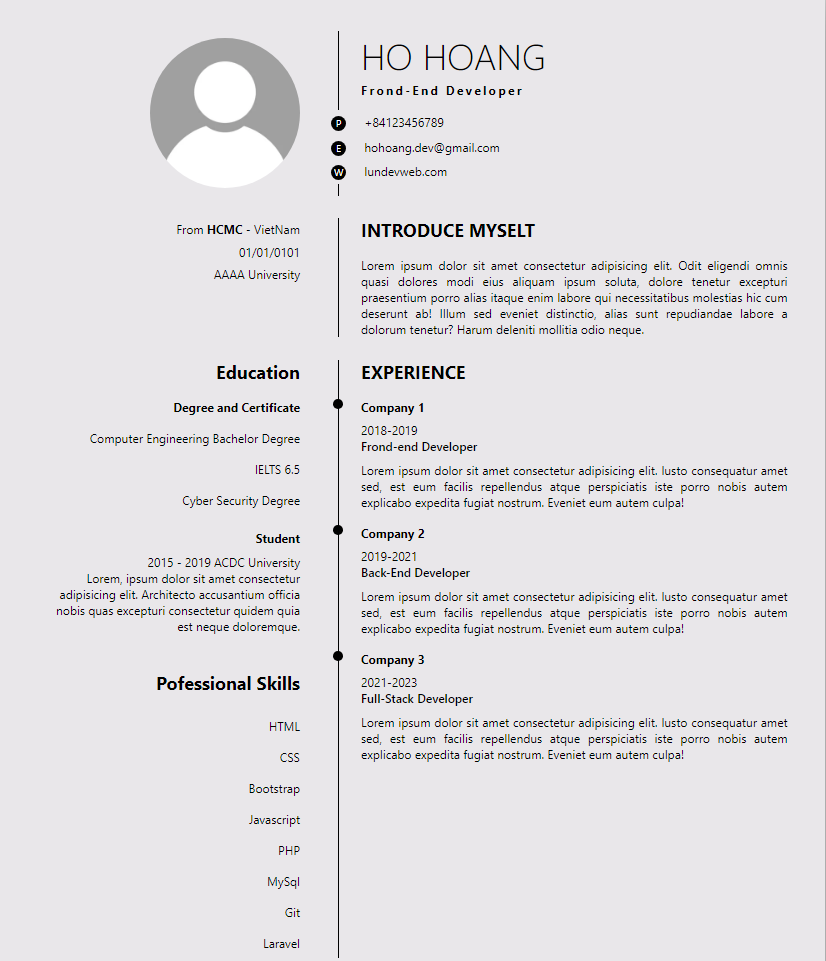 HO HOANG
Frond-End Developer
P +84123456789
E hohoang.dev@gmail.com
W lundevweb.com
From HCMC - VietNam
01/01/0101
AAAA University
INTRODUCE MYSELT
Lorem ipsum dolor sit amet consectetur adipisicing elit. Odit eligendi omnis
quasi dolores modi eius aliquam ipsum soluta, dolore tenetur excepturi
praesentium porro alias itaque enim labore qui necessitatibus molestias hic cum
deserunt ab! Illum sed eveniet distinctio, alias sunt repudiandae labore a
dolorum tenetur? Harum deleniti mollitia odio neque.
Education
Degree and Certificate
Computer Engineering Bachelor Degree
IELTS 6.5
Cyber Security Degree
Student
2015 - 2019 ACDC University
Lorem, ipsum dolor sit amet consectetur
adipisicing elit. Architecto accusantium officia
nobis quas excepturi consectetur quidem quia
est neque doloremque.
Pofessional Skills
HTML
CSS
Bootstrap
Javascript
PHP
MySql
Git
Laravel
EXPERIENCE
Company 1
2018-2019
Frond-end Developer
Lorem ipsum dolor sit amet consectetur adipisicing elit. Iusto consequatur amet
sed, est eum facilis repellendus atque perspiciatis iste porro nobis autem
explicabo expedita fugiat nostrum. Eveniet eum autem culpa!
Company 2
2019-2021
Back-End Developer
Lorem ipsum dolor sit amet consectetur adipisicing elit. Iusto consequatur amet
sed, est eum facilis repellendus atque perspiciatis iste porro nobis autem
explicabo expedita fugiat nostrum. Eveniet eum autem culpa!
Company 3
2021-2023
Full-Stack Developer
Lorem ipsum dolor sit amet consectetur adipisicing elit. Iusto consequatur amet
sed, est eum facilis repellendus atque perspiciatis iste porro nobis autem
explicabo expedita fugiat nostrum. Eveniet eum autem culpa!